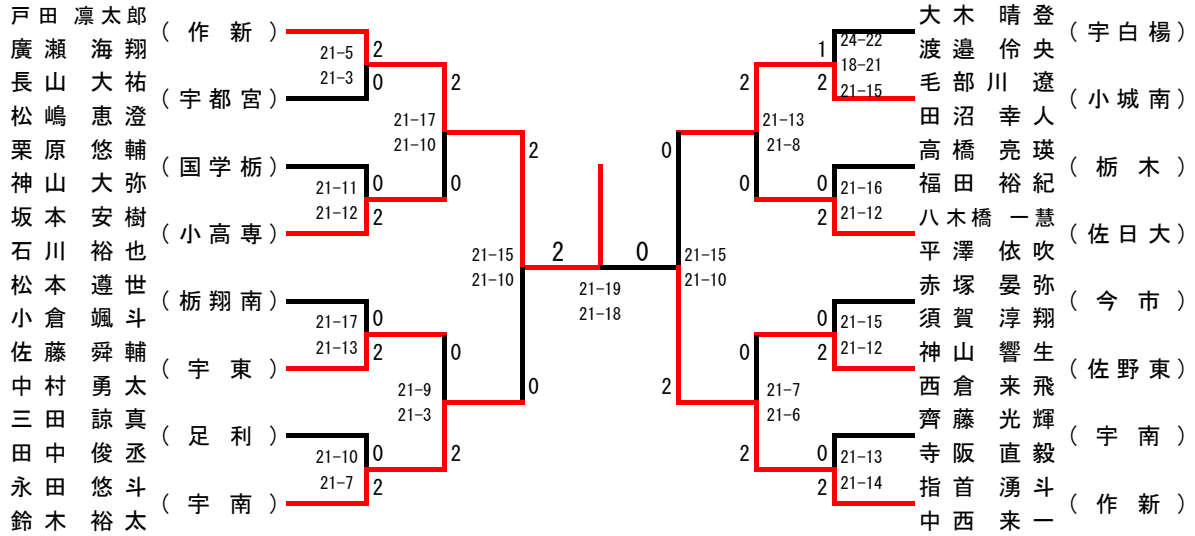 戸田 凛太郎
廣瀬 海翔
(作新)
長山 大祐
松嶋 恵澄
(宇都宮)
栗原 悠輔
神山 大弥
(国学栃)
坂本 安樹
石川 裕也
(小高専)
松本 遵世
小倉 颯斗
(栃翔南)
佐藤 舜輔
中村 勇太
(宇東)
三田 諒真
田中 俊丞
(足利)
永田 悠斗
鈴木 裕太
(宇南)
21-5
21-3
2
0
21-11
21-12
0
2
21-17
21-13
0
2
21-10
21-7
0
2
21-17
21-10
2
0
21-9
21-3
0
2
21-15
21-10
2
0
2
0
21-19
21-18
0
2
21-15
21-10
2
0
21-13
21-8
0
2
21-7
21-6
1
2
24-22
18-21
21-15
0
2
21-16
21-12
0
2
21-15
21-12
0
2
21-13
21-14
大木 晴登
渡邉 伶央
(宇白楊)
毛部川 遼
田沼 幸人
(小城南)
高橋 亮瑛
福田 裕紀
(栃木)
八木橋 一慧
平澤 依吹
(佐日大)
赤塚 晏弥
須賀 淳翔
(今市)
神山 響生
西倉 来飛
(佐野東)
齊藤 光輝
寺阪 直毅
(宇南)
指首 湧斗
中西 来一
(作新)